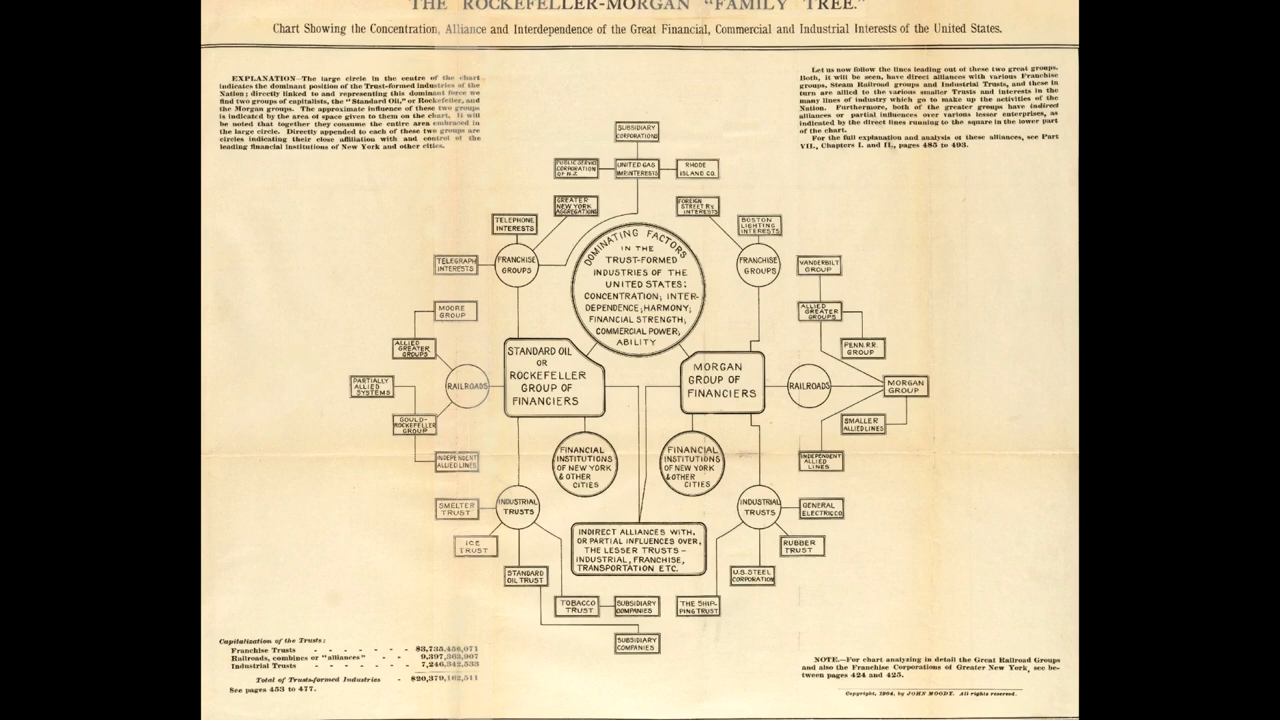 THE ROCKEFELLER-MORGAN "FAMILY TREE."
Chart Showing the Concentration, Alliance and Interdependence of the Great Financial, Commercial and Industrial Interests of the United States.
EXPLANATION—The large circle in the centre of the chart
indicates the dominant position of the Trust-formed industries of the
Nation; directly linked to and representing this dominant force we
find two groups of capitalists, the "Standard Oil," or Rockefeller, and
the Morgan groups. The approximate influence of these two groups
is indicated by the area of space given to them on the chart. It will
be noted that together they consume the entire area embraced in
the large circle. Directly appended to each of these two groups are
circles indicating their close affiliation with and control of the
leading financial institutions of New York and other cities.
Let us now follow the lines leading out of these two great groups.
Both, it will be seen, have direct alliances with various Franchise
groups, Steam Railroad groups and Industrial Trusts, and these in
turn are allied to the various smaller Trusts and interests in the
many lines of industry which go to make up the activities of the
Nation. Furthermore, both of the greater groups have indirect
alliances or partial influences over various lesser enterprises, as
indicated by the direct lines running to the square in the lower part
of the chart.
For the full explanation and analysis of these alliances, see Part
VII., Chapters I. and II., pages 485 to 493.
SUBSIDIARY
CORPORATIONS
PUBLIC SERVICE
CORPORATION
OF N.J.
UNITED GAS
IMP. INTERESTS
RHODE
ISLAND CO.
GREATER
NEW YORK
AGGREGATIONS
FOREIGN
STREET RY.
INTERESTS
TELEPHONE
INTERESTS
BOSTON
LIGHTING
INTERESTS
TELEGRAPH
INTERESTS
FRANCHISE
GROUPS
DOMINATING FACTORS
IN THE
TRUST-FORMED
INDUSTRIES OF THE
UNITED STATES:
CONCENTRATION; INTER-
DEPENDENCE; HARMONY;
FINANCIAL STRENGTH;
COMMERCIAL POWER;
ABILITY
FRANCHISE
GROUPS
VANDERBILT
GROUP
MOORE
GROUP
ALLIED
GREATER
GROUPS
ALLIED
GREATER
GROUPS
PENN. R.R.
GROUP
STANDARD OIL
OR
ROCKEFELLER
GROUP OF
FINANCIERS
MORGAN
GROUP OF
FINANCIERS
PARTIALLY
ALLIED
SYSTEMS
RAILROADS
RAILROADS
MORGAN
GROUP
GOULD-
ROCKEFELLER
GROUP
SMALLER
ALLIED LINES
INDEPENDENT
ALLIED LINES
FINANCIAL
INSTITUTIONS
OF NEW YORK
& OTHER
CITIES
FINANCIAL
INSTITUTIONS
OF NEW YORK
& OTHER
CITIES
INDEPENDENT
ALLIED
LINES
SMELTER
TRUST
INDUSTRIAL
TRUSTS
INDUSTRIAL
TRUSTS
GENERAL
ELECTRIC CO.
ICE
TRUST
INDIRECT ALLIANCES WITH,
OR PARTIAL INFLUENCES OVER,
THE LESSER TRUSTS—
INDUSTRIAL, FRANCHISE,
TRANSPORTATION ETC.
RUBBER
TRUST
STANDARD
OIL TRUST
U.S. STEEL
CORPORATION
TOBACCO
TRUST
SUBSIDIARY
COMPANIES
THE SHIP-
PING TRUST
SUBSIDIARY
COMPANIES
Capitalization of the Trusts:
Franchise Trusts - - - - - - - $3,735,456,071
Railroads, combines or "alliances" - - 9,397,363,907
Industrial Trusts - - - - - - - 7,246,342,533
Total of Trusts-formed Industries - $20,379,162,511
See pages 453 to 477.
NOTE.—For chart analyzing in detail the Great Railroad Groups
and also the Franchise Corporations of Greater New York, see be-
tween pages 424 and 425.
Copyright, 1904, by JOHN MOODY. All rights reserved.